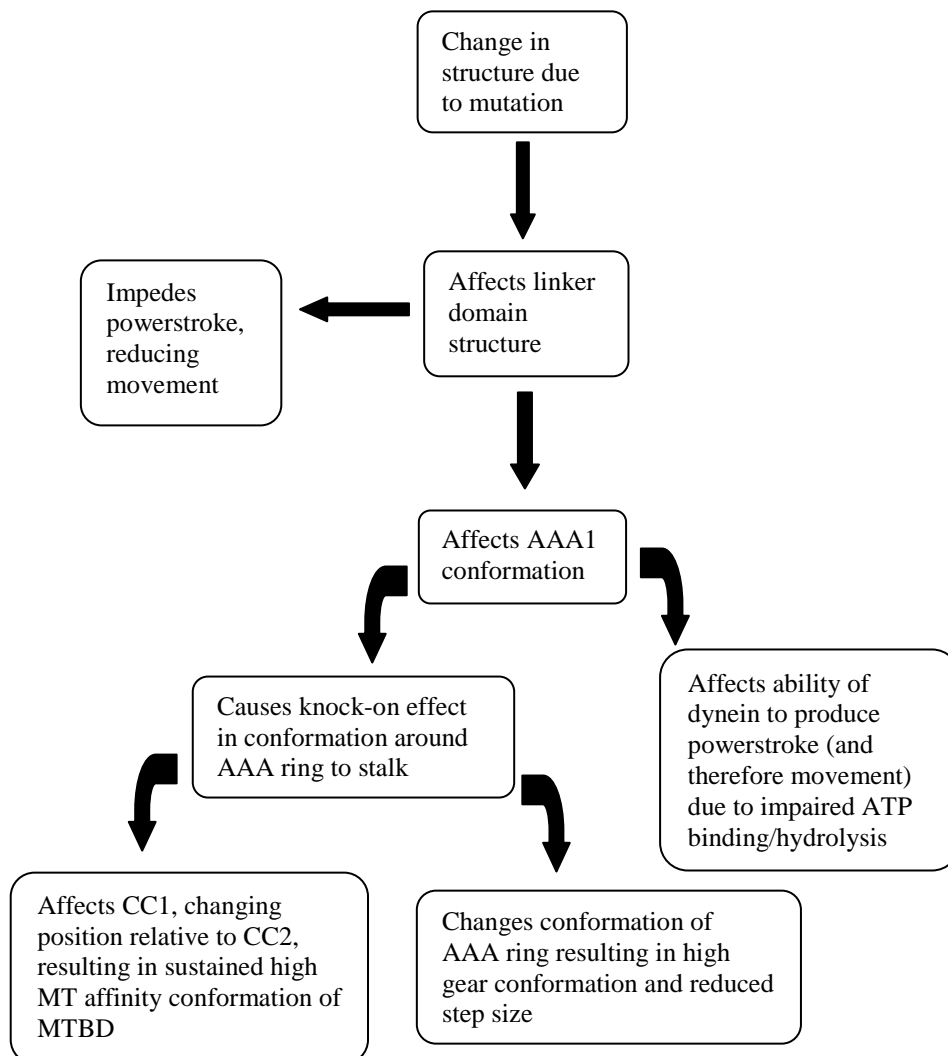 Change in
structure due
to mutation
Impedes
powerstroke,
reducing
movement
Affects linker
domain
structure
Affects AAA1
conformation
Causes knock-on effect
in conformation around
AAA ring to stalk
Affects ability of
dynein to produce
powerstroke (and
therefore movement)
due to impaired ATP
binding/hydrolysis
Affects CC1, changing
position relative to CC2,
resulting in sustained high
MT affinity conformation of
MTBD
Changes conformation of
AAA ring resulting in high
gear conformation and reduced
step size